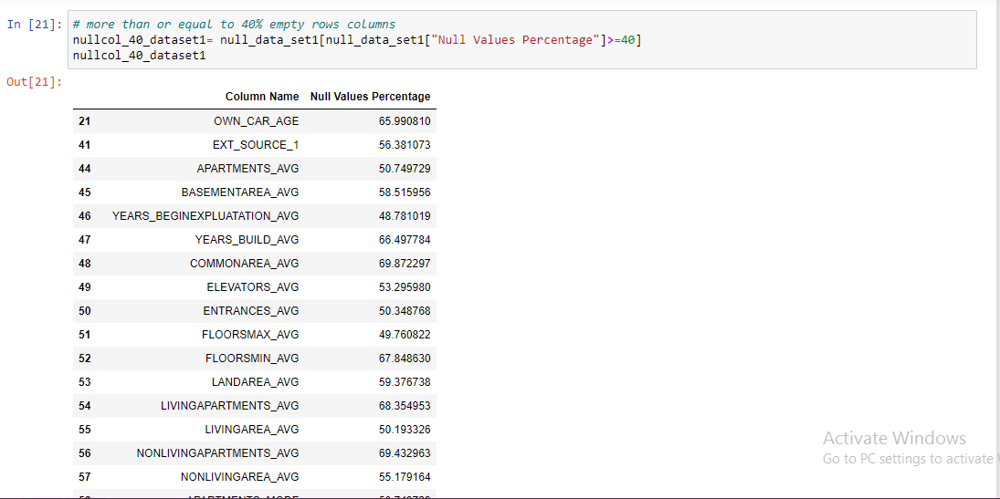 In [21]: # more than or equal to 40% empty rows columns
nullcol_40_dataset1= null_data_set1[null_data_set1["Null Values Percentage"]>=40]
nullcol_40_dataset1
Out[21]:
Column Name Null Values Percentage
21 OWN_CAR_AGE 65.990810
41 EXT_SOURCE_1 56.381073
44 APARTMENTS_AVG 50.749729
45 BASEMENTAREA_AVG 58.515956
46 YEARS_BEGINEXPLUATATION_AVG 48.781019
47 YEARS_BUILD_AVG 66.497784
48 COMMONAREA_AVG 69.872297
49 ELEVATORS_AVG 53.295980
50 ENTRANCES_AVG 50.348768
51 FLOORSMAX_AVG 49.760822
52 FLOORSMIN_AVG 67.848630
53 LANDAREA_AVG 59.376738
54 LIVINGAPARTMENTS_AVG 68.354953
55 LIVINGAREA_AVG 50.193326
56 NONLIVINGAPARTMENTS_AVG 69.432963
57 NONLIVINGAREA_AVG 55.179164
Activate Windows
Go to PC settings to activate